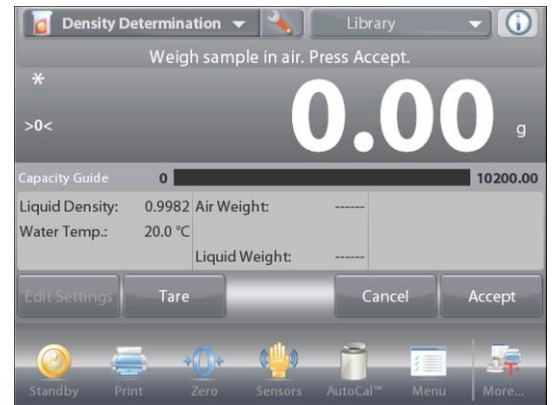 Density Determination Library
Weigh sample in air. Press Accept.
*
>0< 0.00 g
Capacity Guide 0 10200.00
Liquid Density: 0.9982 Air Weight: ------
Water Temp.: 20.0 °C
Liquid Weight: ------
Edit Settings Tare Cancel Accept
Standby Print Zero Sensors AutoCal™ Menu More...